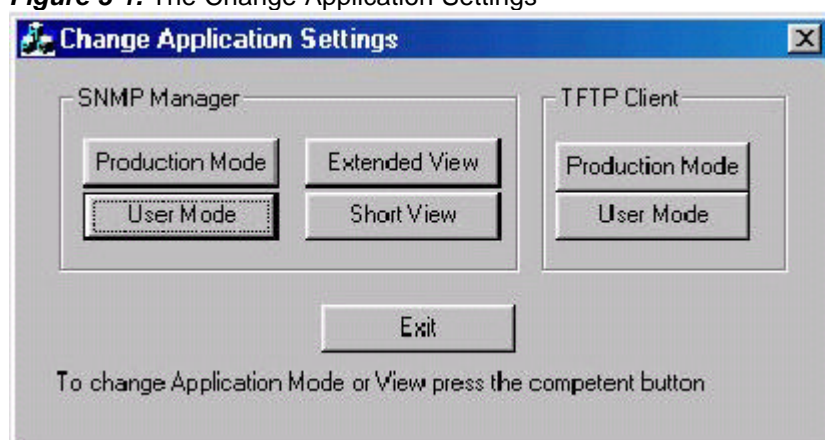 Figure 3-1. The Change Application Settings
Change Application Settings
SNMP Manager
Production Mode
Extended View
User Mode
Short View
TFTP Client
Production Mode
User Mode
Exit
To change Application Mode or View press the competent button